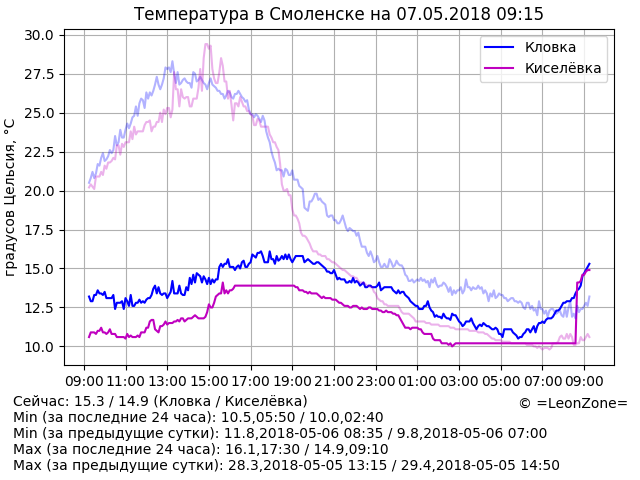 Температура в Смоленске на 07.05.2018 09:15
30.0
27.5
25.0
22.5
20.0
17.5
15.0
12.5
10.0
градусов Цельсия, °C
Кловка
Киселёвка
09:00 11:00 13:00 15:00 17:00 19:00 21:00 23:00 01:00 03:00 05:00 07:00 09:00
Сейчас: 15.3 / 14.9 (Кловка / Киселёвка)
© =LeonZone=
Min (за последние 24 часа): 10.5,05:50 / 10.0,02:40
Min (за предыдущие сутки): 11.8,2018-05-06 08:35 / 9.8,2018-05-06 07:00
Max (за последние 24 часа): 16.1,17:30 / 14.9,09:10
Max (за предыдущие сутки): 28.3,2018-05-05 13:15 / 29.4,2018-05-05 14:50